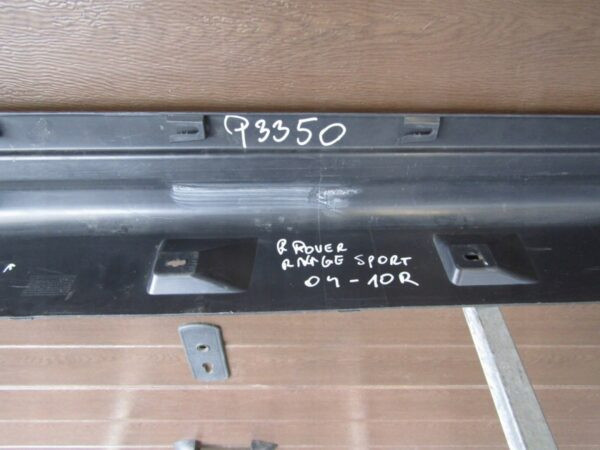 P3350
R ROVER
RANGE SPORT
04-10R